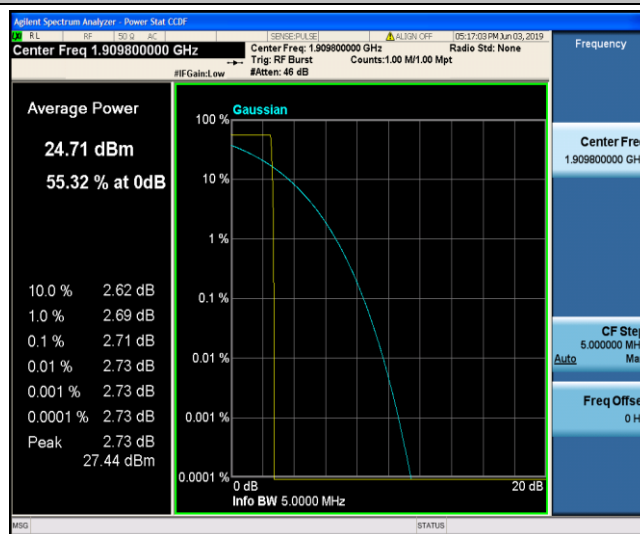 Agilent Spectrum Analyzer - Power Stat CCDF
RL RF 50 Ω AC SENSE:PULSE ALIGN OFF 05:17:03 PM Jun 03, 2019
Center Freq 1.909800000 GHz
Center Freq: 1.909800000 GHz Radio Std: None
Trig: RF Burst Counts:1.00 M/1.00 Mpt
#IFGain:Low #Atten: 46 dB
Frequency
Average Power
24.71 dBm
55.32 % at 0dB
10.0 % 2.62 dB
1.0 % 2.69 dB
0.1 % 2.71 dB
0.01 % 2.73 dB
0.001 % 2.73 dB
0.0001 % 2.73 dB
Peak 2.73 dB
27.44 dBm
Gaussian
100 %
10 %
1 %
0.1 %
0.01 %
0.001 %
0.0001 %
0 dB 20 dB
Info BW 5.0000 MHz
Center Fre
1.909800000 GH
CF Ste
5.000000 MH
Auto Ma
Freq Offse
0 H
MSG STATUS